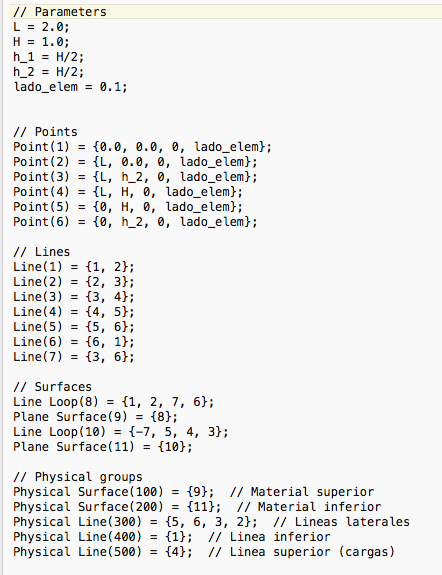 // Parameters
L = 2.0;
H = 1.0;
h_1 = H/2;
h_2 = H/2;
lado_elem = 0.1;
// Points
Point(1) = {0.0, 0.0, 0, lado_elem};
Point(2) = {L, 0.0, 0, lado_elem};
Point(3) = {L, h_2, 0, lado_elem};
Point(4) = {L, H, 0, lado_elem};
Point(5) = {0, H, 0, lado_elem};
Point(6) = {0, h_2, 0, lado_elem};
// Lines
Line(1) = {1, 2};
Line(2) = {2, 3};
Line(3) = {3, 4};
Line(4) = {4, 5};
Line(5) = {5, 6};
Line(6) = {6, 1};
Line(7) = {3, 6};
// Surfaces
Line Loop(8) = {1, 2, 7, 6};
Plane Surface(9) = {8};
Line Loop(10) = {-7, 5, 4, 3};
Plane Surface(11) = {10};
// Physical groups
Physical Surface(100) = {9};  // Material superior
Physical Surface(200) = {11};  // Material inferior
Physical Line(300) = {5, 6, 3, 2};  // Lineas laterales
Physical Line(400) = {1};  // Linea inferior
Physical Line(500) = {4};  // Linea superior (cargas)